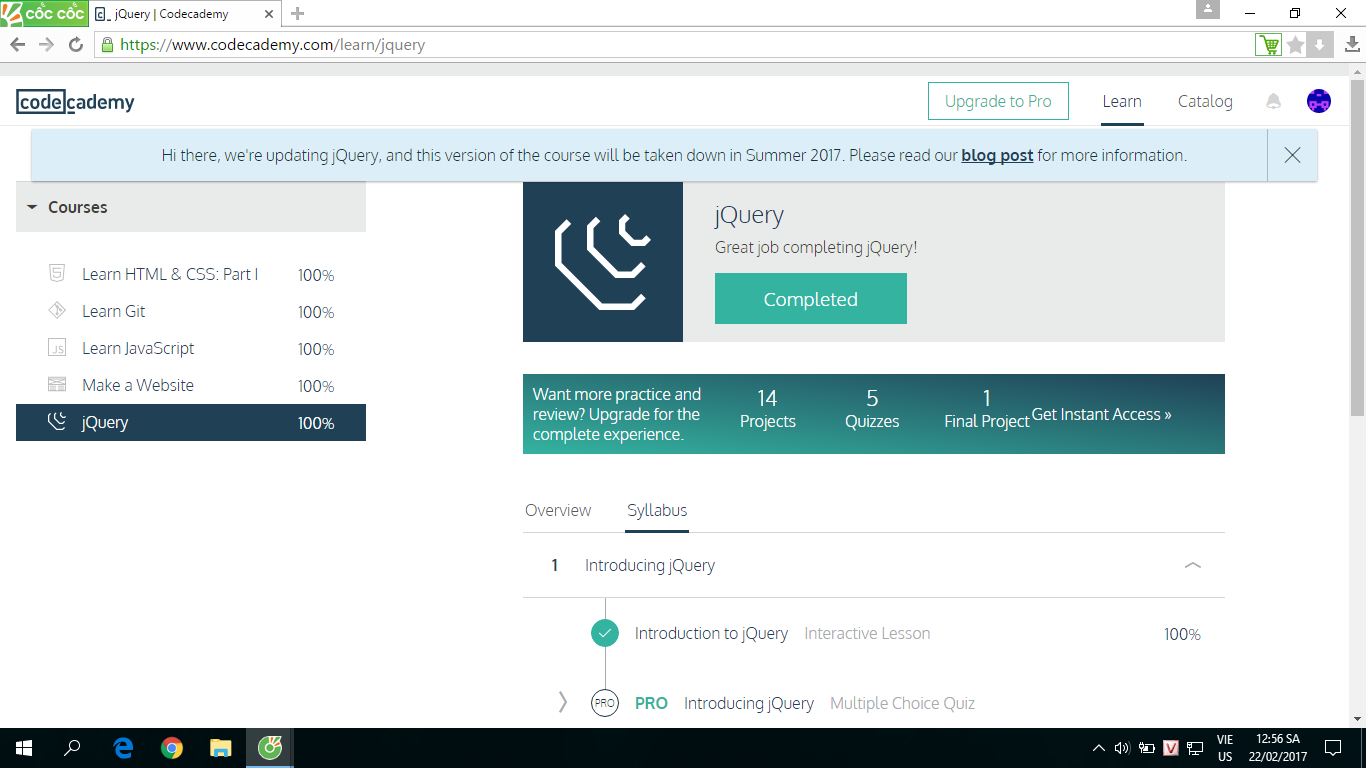 CỐC CỐC
jQuery | Codecademy
https://www.codecademy.com/learn/jquery
codecademy
Upgrade to Pro
Learn
Catalog
Hi there, we're updating jQuery, and this version of the course will be taken down in Summer 2017. Please read our blog post for more information.
Courses
Learn HTML & CSS: Part I 100%
Learn Git 100%
JS Learn JavaScript 100%
Make a Website 100%
jQuery 100%
jQuery
Great job completing jQuery!
Completed
Want more practice and
review? Upgrade for the
complete experience.
14
Projects
5
Quizzes
1
Final Project
Get Instant Access »
Overview
Syllabus
1 Introducing jQuery
Introduction to jQuery Interactive Lesson 100%
PRO PRO Introducing jQuery Multiple Choice Quiz
V
VIE
US
12:56 SA
22/02/2017